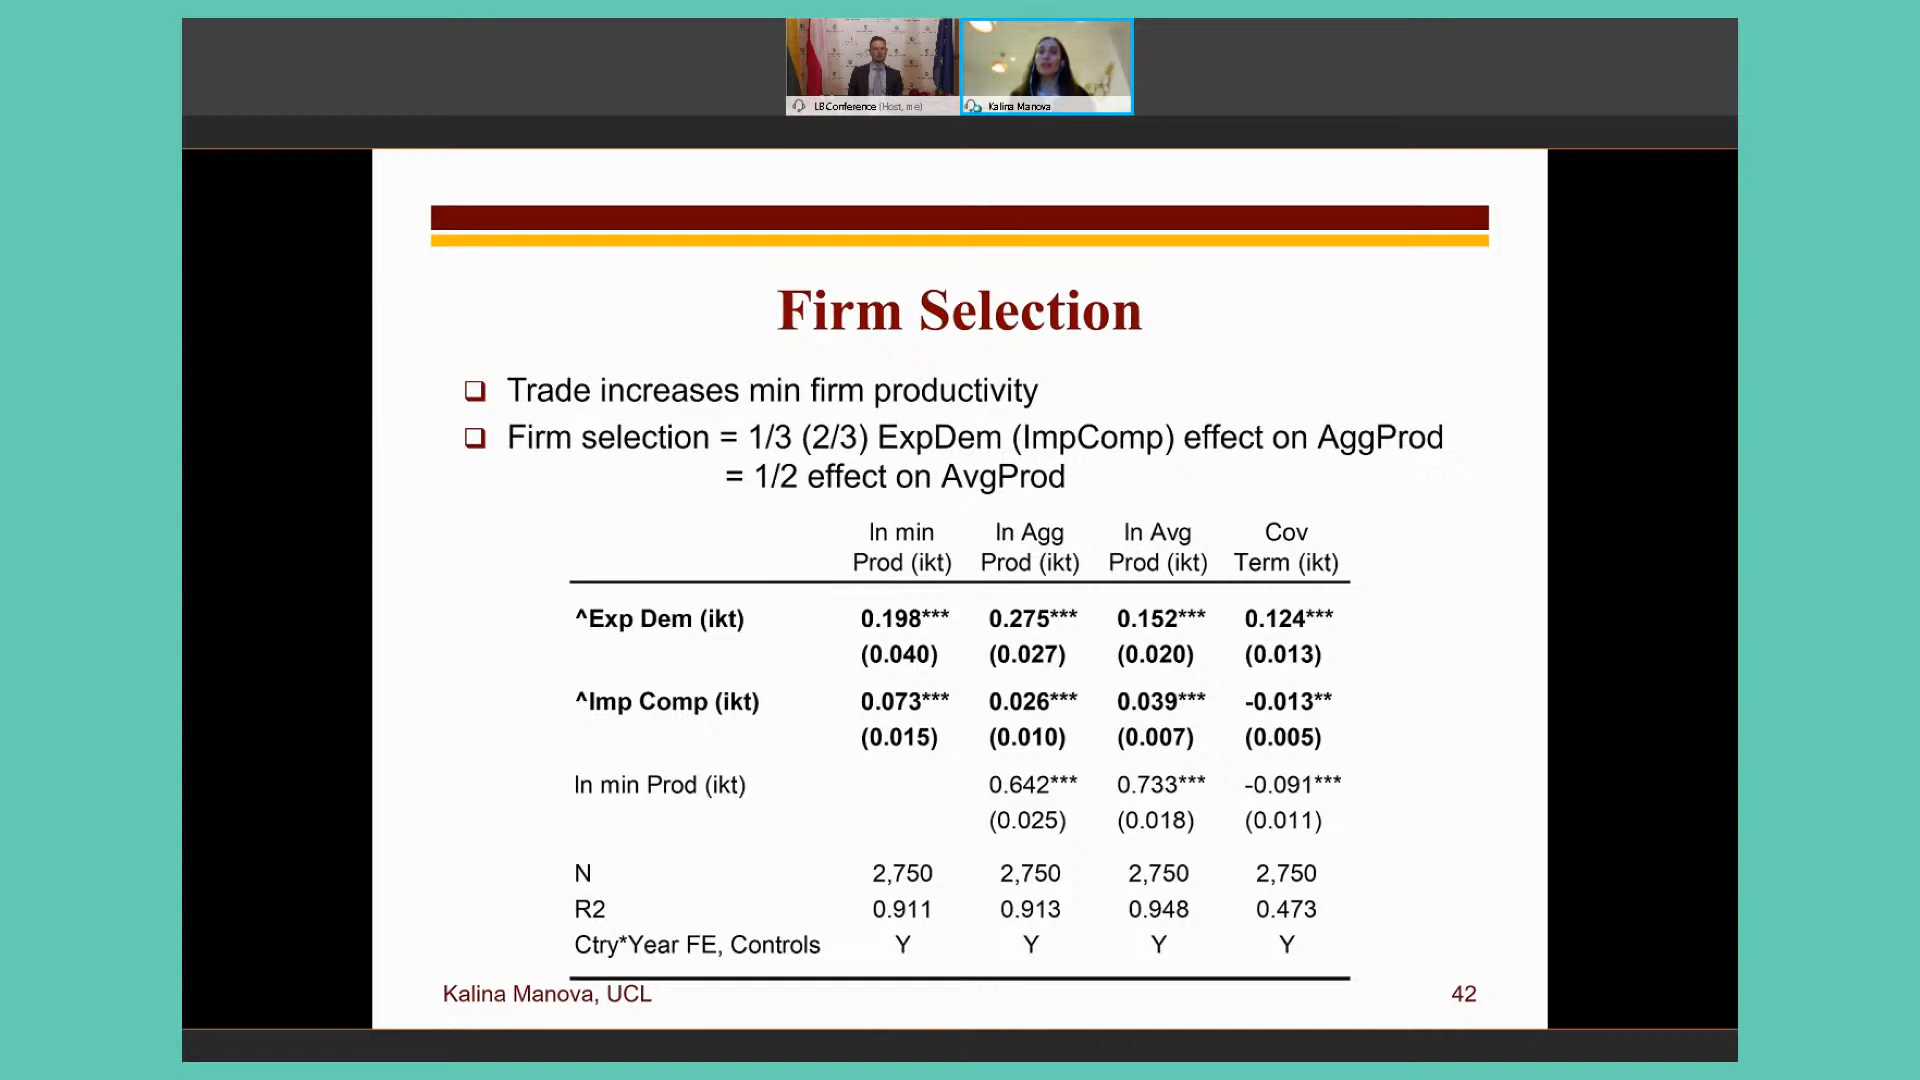 LB Conference (Host, me)
Kalina Manova
Firm Selection
❑ Trade increases min firm productivity
❑ Firm selection = 1/3 (2/3) ExpDem (ImpComp) effect on AggProd
= 1/2 effect on AvgProd
ln min ln Agg ln Avg Cov
Prod (ikt) Prod (ikt) Prod (ikt) Term (ikt)
^Exp Dem (ikt) 0.198*** 0.275*** 0.152*** 0.124***
(0.040) (0.027) (0.020) (0.013)
^Imp Comp (ikt) 0.073*** 0.026*** 0.039*** -0.013**
(0.015) (0.010) (0.007) (0.005)
ln min Prod (ikt) 0.642*** 0.733*** -0.091***
(0.025) (0.018) (0.011)
N 2,750 2,750 2,750 2,750
R2 0.911 0.913 0.948 0.473
Ctry*Year FE, Controls Y Y Y Y
Kalina Manova, UCL 42